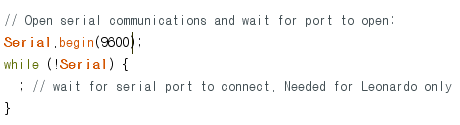 // Open serial communications and wait for port to open:
Serial.begin(9600);
while (!Serial) {
; // wait for serial port to connect. Needed for Leonardo only
}